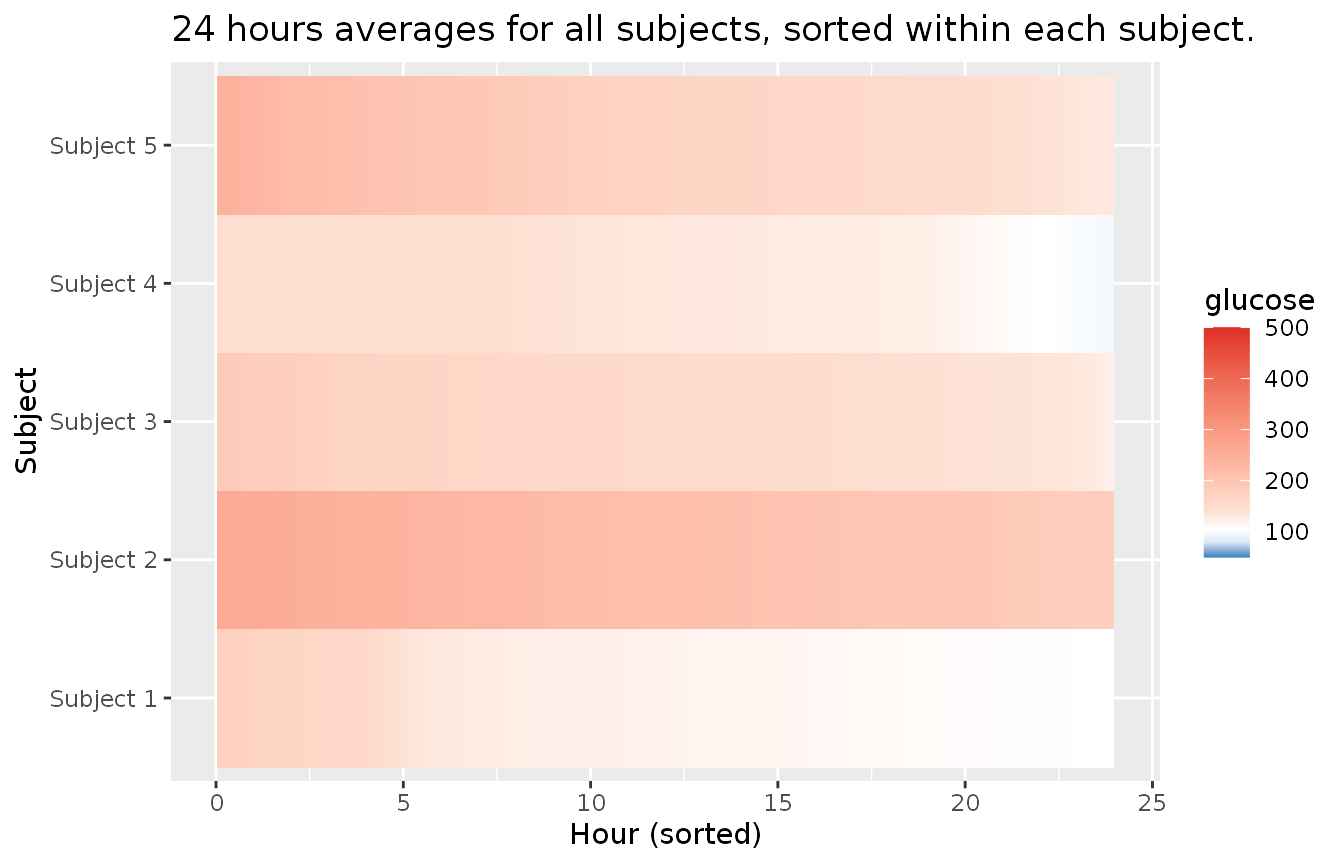 24 hours averages for all subjects, sorted within each subject.
Subject
Subject 5
Subject 4
Subject 3
Subject 2
Subject 1
0 5 10 15 20 25
Hour (sorted)
glucose
500
400
300
200
100